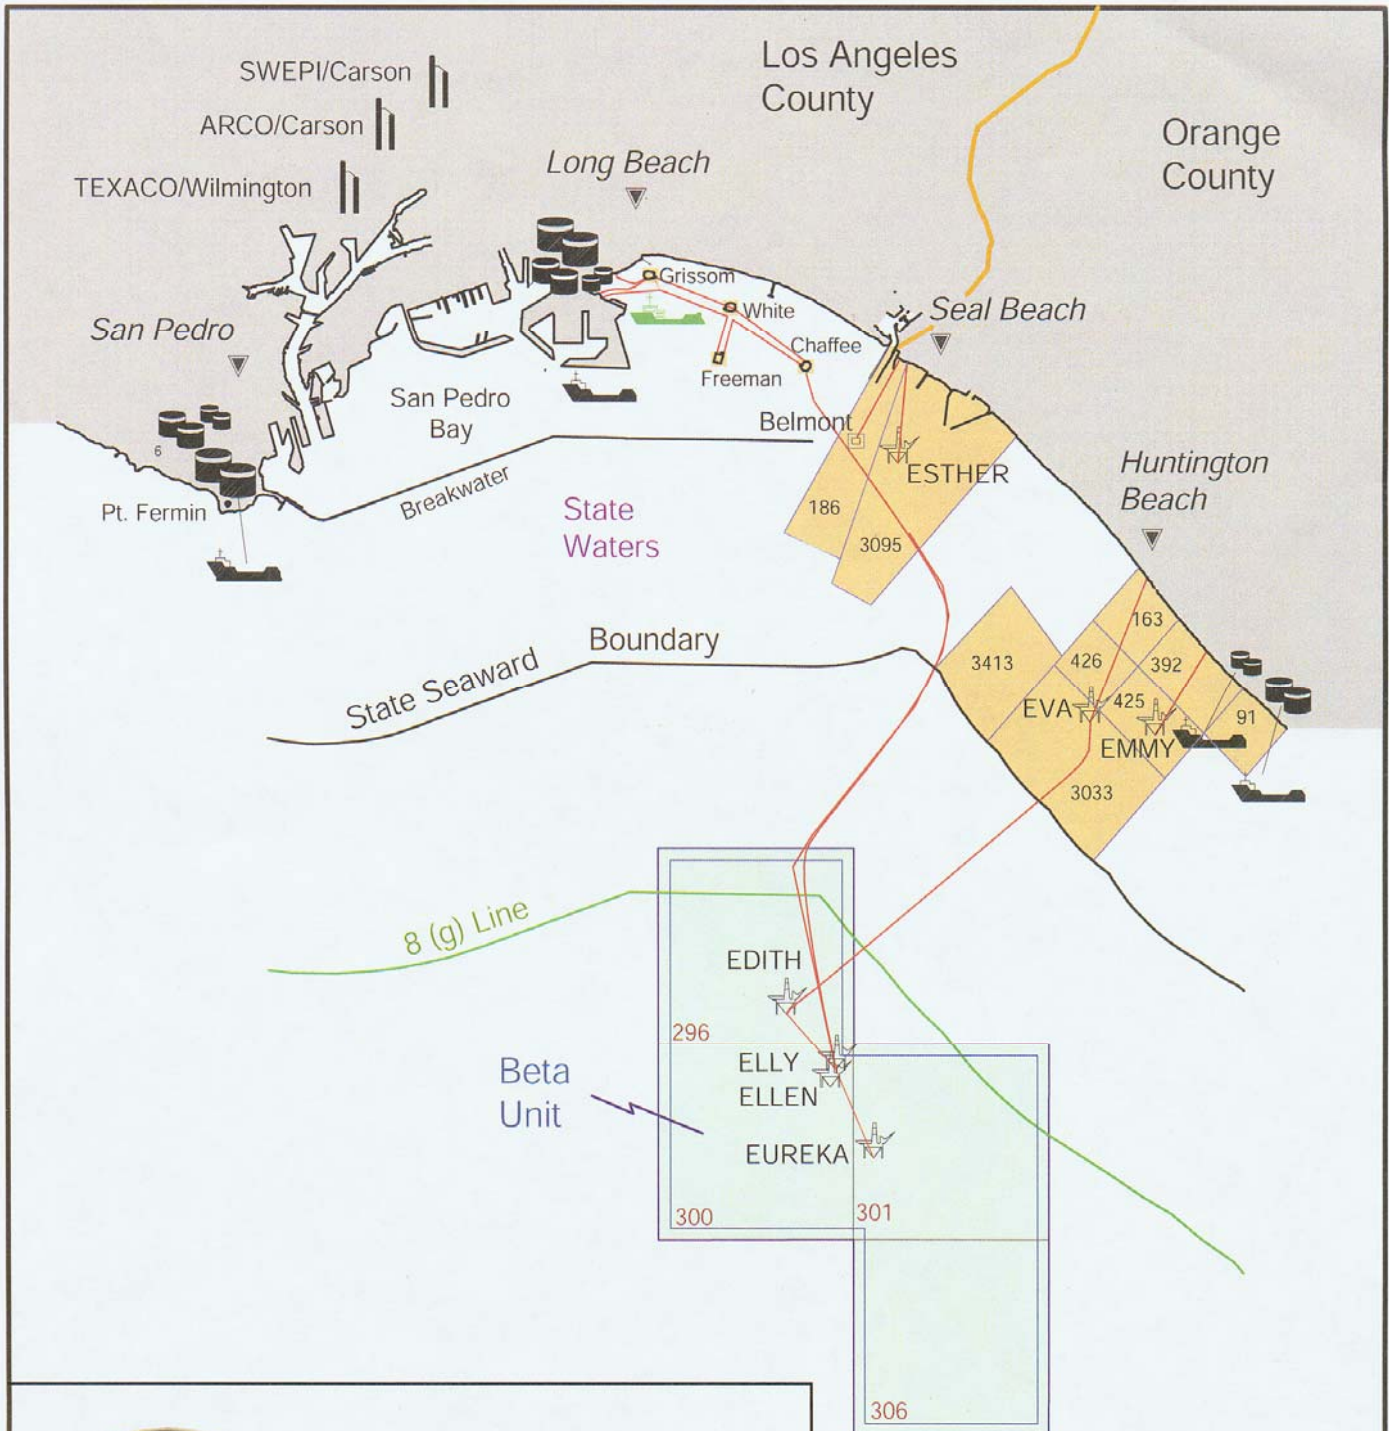 SWEPI/Carson
ARCO/Carson
TEXACO/Wilmington
Los Angeles
County
Orange
County
Long Beach
San Pedro
Seal Beach
Grissom
White
Chaffee
Freeman
San Pedro
Bay
Belmont
6
Pt. Fermin
Breakwater
State
Waters
ESTHER
186
3095
Huntington
Beach
State Seaward Boundary
163
3413
426
392
EVA
425
91
EMMY
3033
8 (g) Line
EDITH
296
Beta
Unit
ELLY
ELLEN
EUREKA
300
301
306